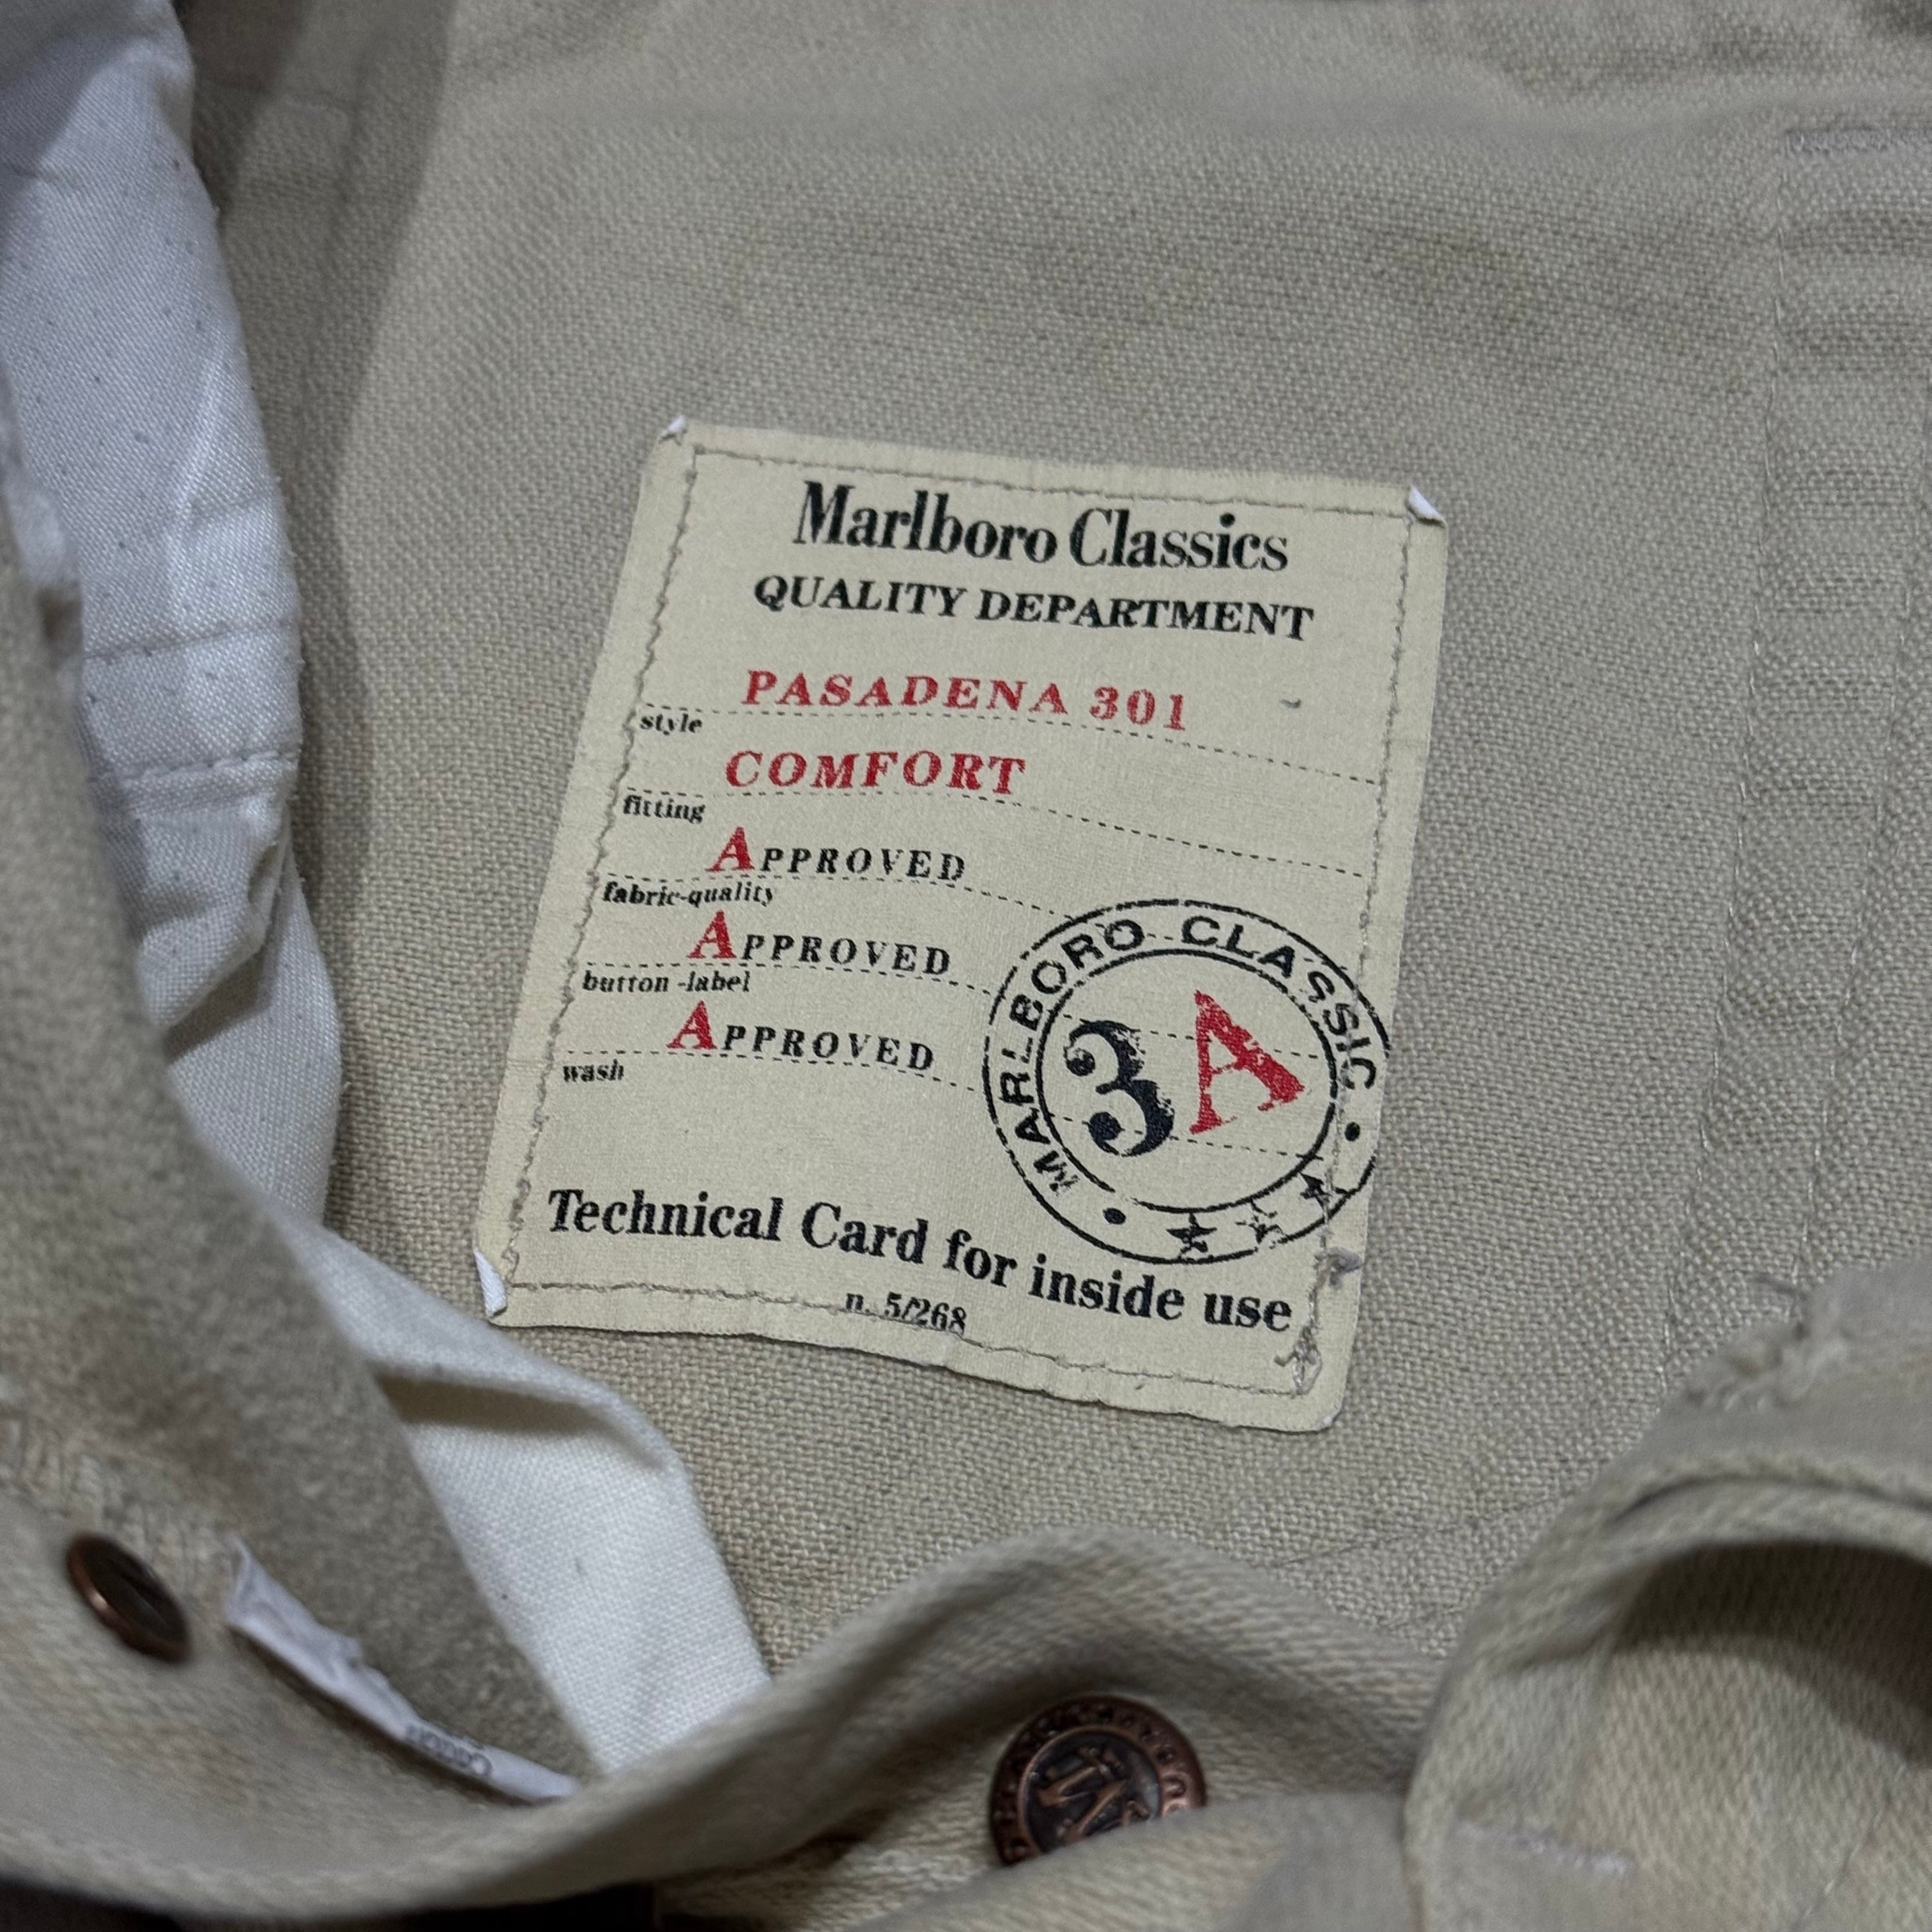 Marlboro Classics
QUALITY DEPARTMENT
PASADENA 301
style
COMFORT
fitting
APPROVED
fabric-quality
APPROVED
button -label
APPROVED
wash
MARLBORO CLASSIC
3A
Technical Card for inside use
n. 5/268